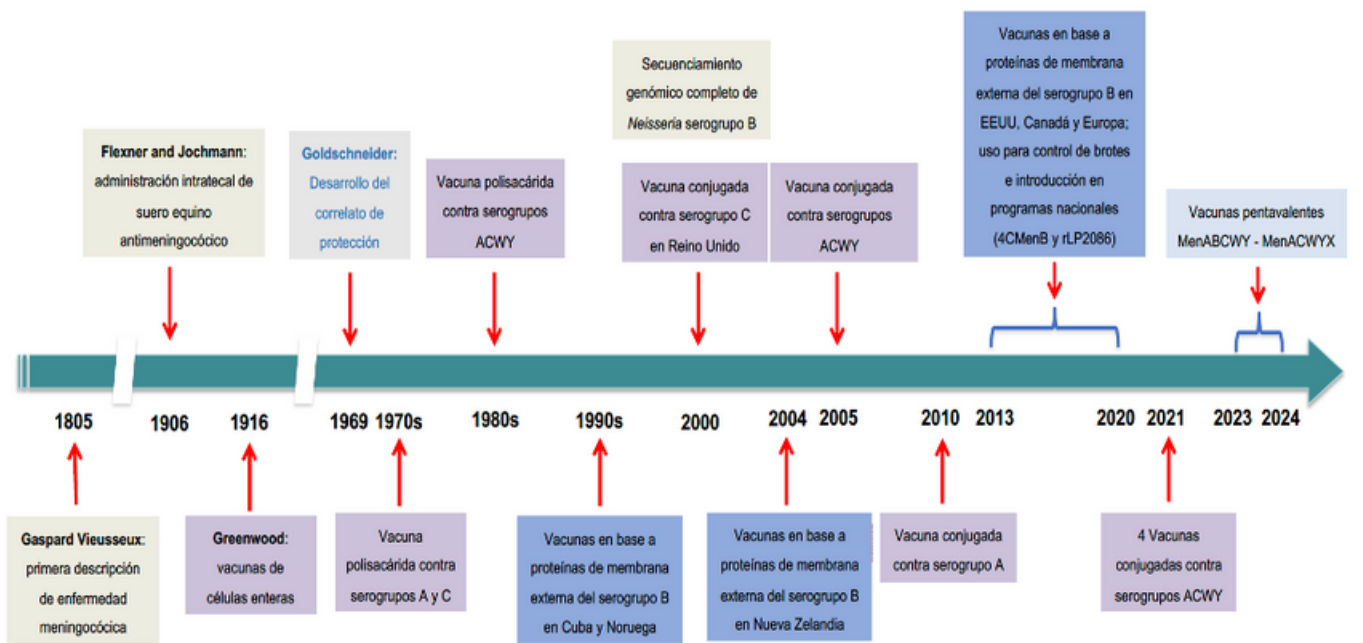 Flexner and Jochmann:
administración intratecal de
suero equino
antimeningocócico
Goldschneider:
Desarrollo del
correlato de
protección
Vacuna polisacárida
contra serogrupos
ACWY
Secuenciamiento
genómico completo de
Neisseria serogrupo B
Vacuna conjugada
contra serogrupo C
en Reino Unido
Vacuna conjugada
contra serogrupos
ACWY
Vacunas en base a
proteínas de membrana
externa del serogrupo B en
EEUU, Canadá y Europa;
uso para control de brotes
e introducción en
programas nacionales
(4CMenB y rLP2086)
Vacunas pentavalentes
MenABCWY - MenACWYX
1805
1906
1916
1969
1970s
1980s
1990s
2000
2004
2005
2010
2013
2020
2021
2023
2024
Gaspard Vieusseux:
primera descripción
de enfermedad
meningocócica
Greenwood:
vacunas de
células enteras
Vacuna
polisacárida contra
serogrupos A y C
Vacunas en base a
proteínas de membrana
externa del serogrupo B
en Cuba y Noruega
Vacunas en base a
proteínas de membrana
externa del serogrupo B
en Nueva Zelandia
Vacuna conjugada
contra serogrupo A
4 Vacunas
conjugadas contra
serogrupos ACWY